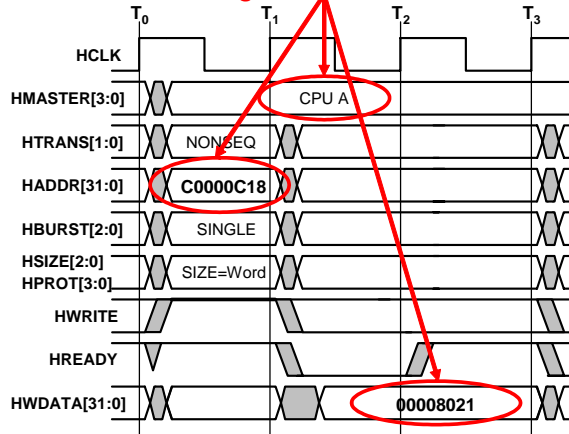 T0 T1 T2 T3
HCLK
HMASTER[3:0] CPU A
HTRANS[1:0] NONSEQ
HADDR[31:0] C0000C18
HBURST[2:0] SINGLE
HSIZE[2:0]
HPROT[3:0] SIZE=Word
HWRITE
HREADY
HWDATA[31:0] 00008021